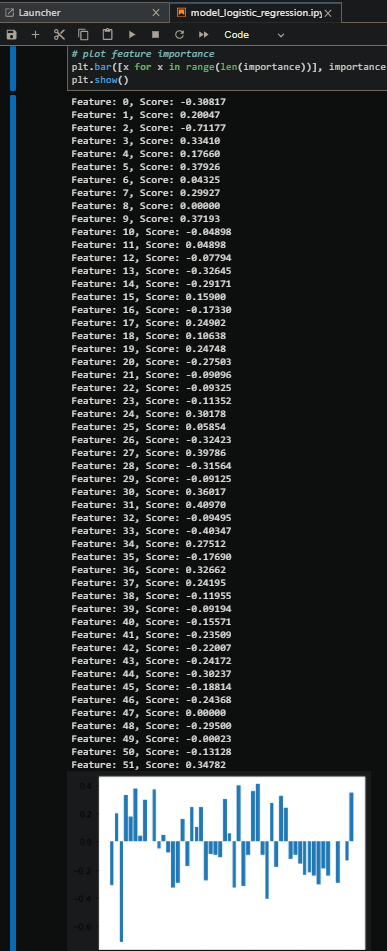 Launcher
model_logistic_regression.ipy
Code
# plot feature importance
plt.bar([x for x in range(len(importance))], importance
plt.show()
Feature: 0, Score: -0.30817
Feature: 1, Score: 0.20047
Feature: 2, Score: -0.71177
Feature: 3, Score: 0.33410
Feature: 4, Score: 0.17660
Feature: 5, Score: 0.37926
Feature: 6, Score: 0.04325
Feature: 7, Score: 0.29927
Feature: 8, Score: 0.00000
Feature: 9, Score: 0.37193
Feature: 10, Score: -0.04898
Feature: 11, Score: 0.04898
Feature: 12, Score: -0.07794
Feature: 13, Score: -0.32645
Feature: 14, Score: -0.29171
Feature: 15, Score: 0.15900
Feature: 16, Score: -0.17330
Feature: 17, Score: 0.24902
Feature: 18, Score: 0.10638
Feature: 19, Score: 0.24748
Feature: 20, Score: -0.27503
Feature: 21, Score: -0.09096
Feature: 22, Score: -0.09325
Feature: 23, Score: -0.11352
Feature: 24, Score: 0.30178
Feature: 25, Score: 0.05854
Feature: 26, Score: -0.32423
Feature: 27, Score: 0.39786
Feature: 28, Score: -0.31564
Feature: 29, Score: -0.09125
Feature: 30, Score: 0.36017
Feature: 31, Score: 0.40970
Feature: 32, Score: -0.09495
Feature: 33, Score: -0.40347
Feature: 34, Score: 0.27512
Feature: 35, Score: -0.17690
Feature: 36, Score: 0.32662
Feature: 37, Score: 0.24195
Feature: 38, Score: -0.11955
Feature: 39, Score: -0.09194
Feature: 40, Score: -0.15571
Feature: 41, Score: -0.23509
Feature: 42, Score: -0.22007
Feature: 43, Score: -0.24172
Feature: 44, Score: -0.30237
Feature: 45, Score: -0.18814
Feature: 46, Score: -0.24368
Feature: 47, Score: 0.00000
Feature: 48, Score: -0.29500
Feature: 49, Score: -0.00023
Feature: 50, Score: -0.13128
Feature: 51, Score: 0.34782
0.4
0.2
0.0
-0.2
-0.4
-0.6